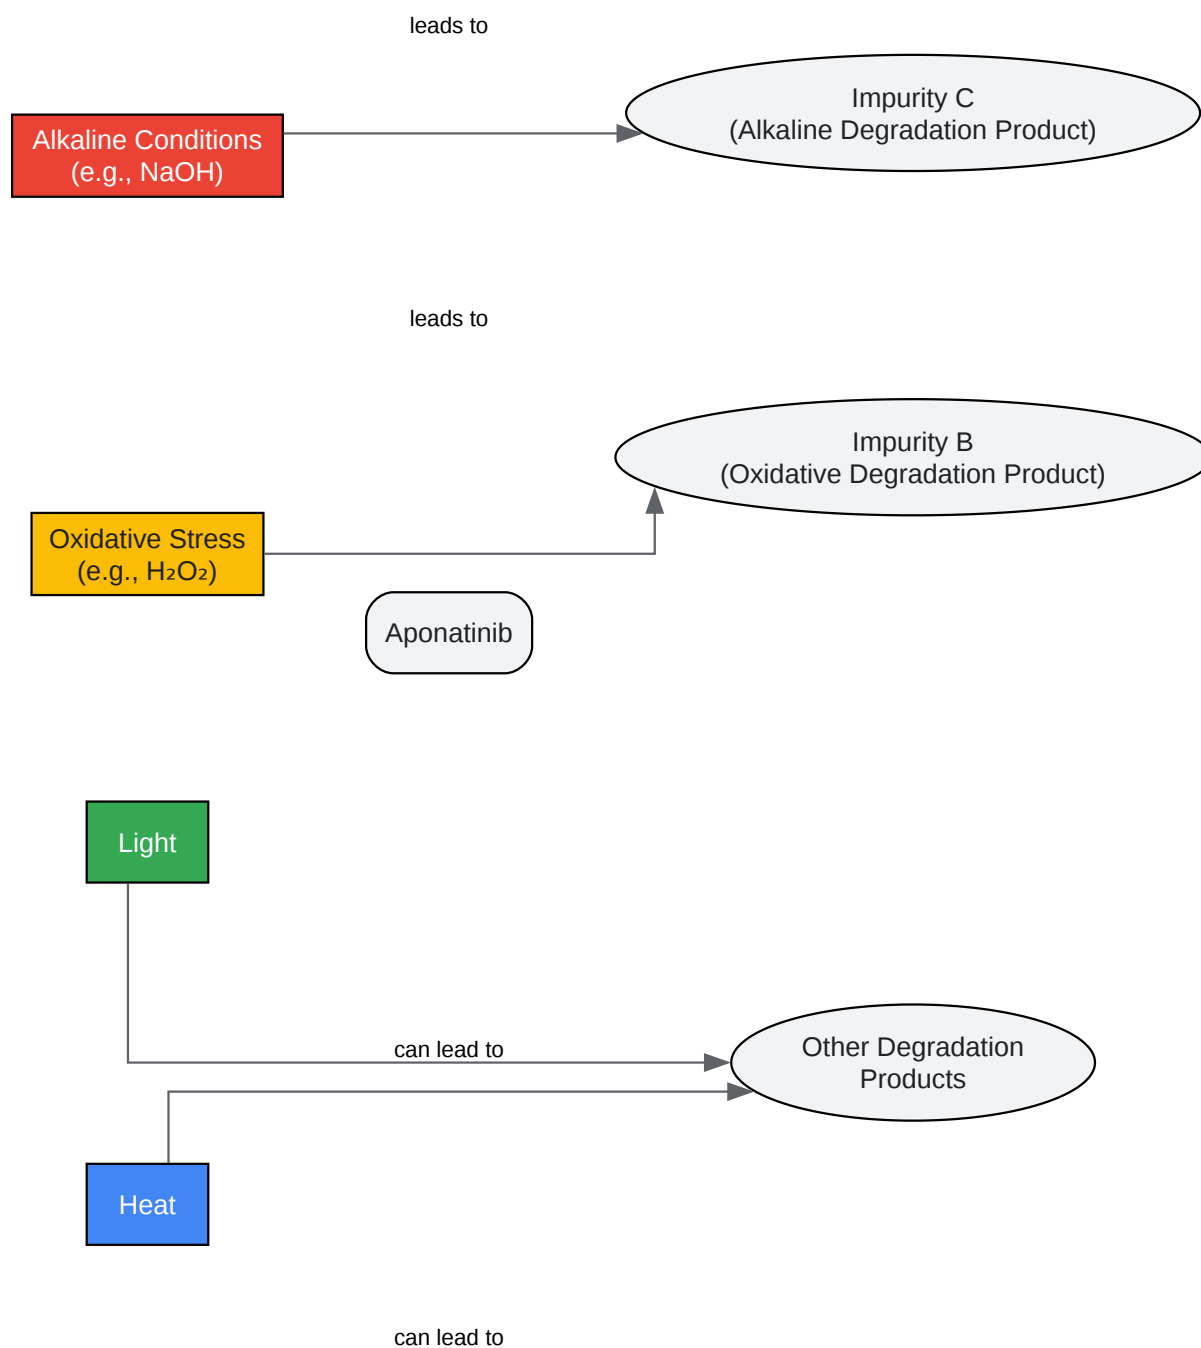 leads to
Impurity C
(Alkaline Degradation Product)
Alkaline Conditions
(e.g., NaOH)
leads to
Impurity B
(Oxidative Degradation Product)
Oxidative Stress
(e.g., H₂O₂)
Aponatinib
Light
can lead to
Other Degradation
Products
Heat
can lead to